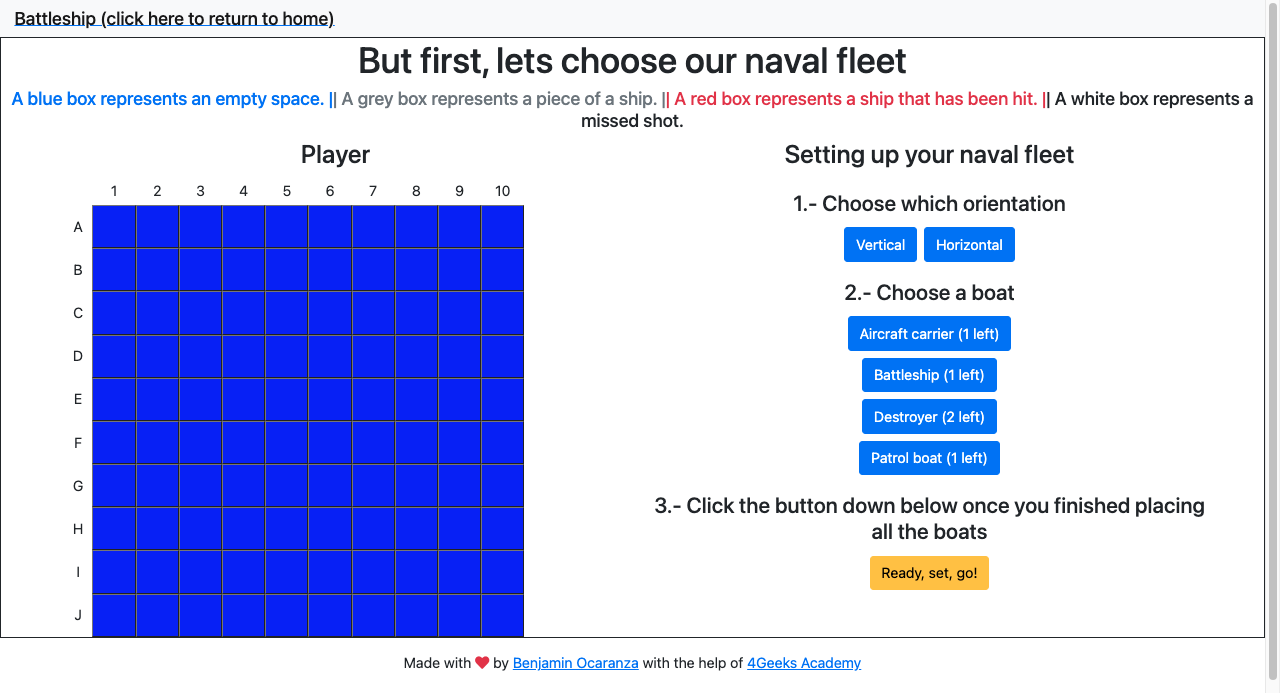 Battleship (click here to return to home)
But first, lets choose our naval fleet
A blue box represents an empty space. || A grey box represents a piece of a ship. || A red box represents a ship that has been hit. || A white box represents a
missed shot.
Player
1 2 3 4 5 6 7 8 9 10
A
B
C
D
E
F
G
H
I
J
Setting up your naval fleet
1.- Choose which orientation
Vertical Horizontal
2.- Choose a boat
Aircraft carrier (1 left)
Battleship (1 left)
Destroyer (2 left)
Patrol boat (1 left)
3.- Click the button down below once you finished placing
all the boats
Ready, set, go!
Made with ❤ by Benjamin Ocaranza with the help of 4Geeks Academy